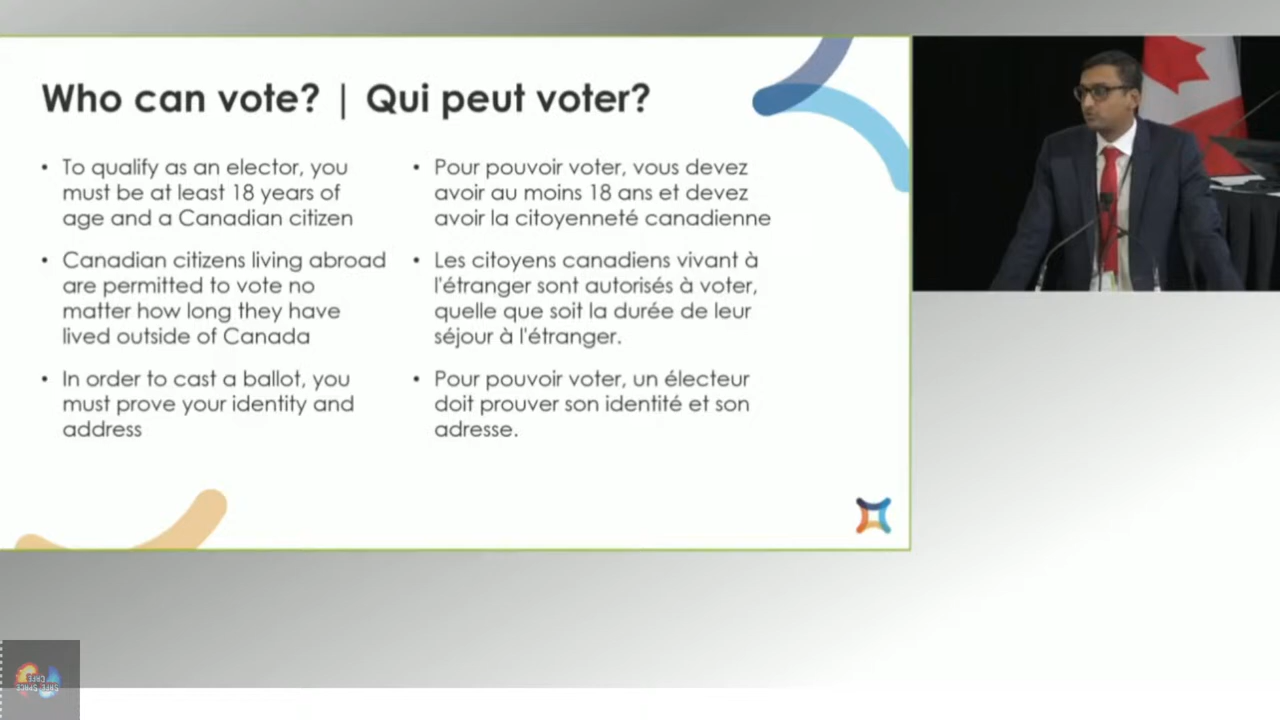 Who can vote? | Qui peut voter?
• To qualify as an elector, you
must be at least 18 years of
age and a Canadian citizen
• Canadian citizens living abroad
are permitted to vote no
matter how long they have
lived outside of Canada
• In order to cast a ballot, you
must prove your identity and
address
• Pour pouvoir voter, vous devez
avoir au moins 18 ans et devez
avoir la citoyenneté canadienne
• Les citoyens canadiens vivant à
l'étranger sont autorisés à voter,
quelle que soit la durée de leur
séjour à l'étranger.
• Pour pouvoir voter, un électeur
doit prouver son identité et son
adresse.
SAFE SPACE
CAFE